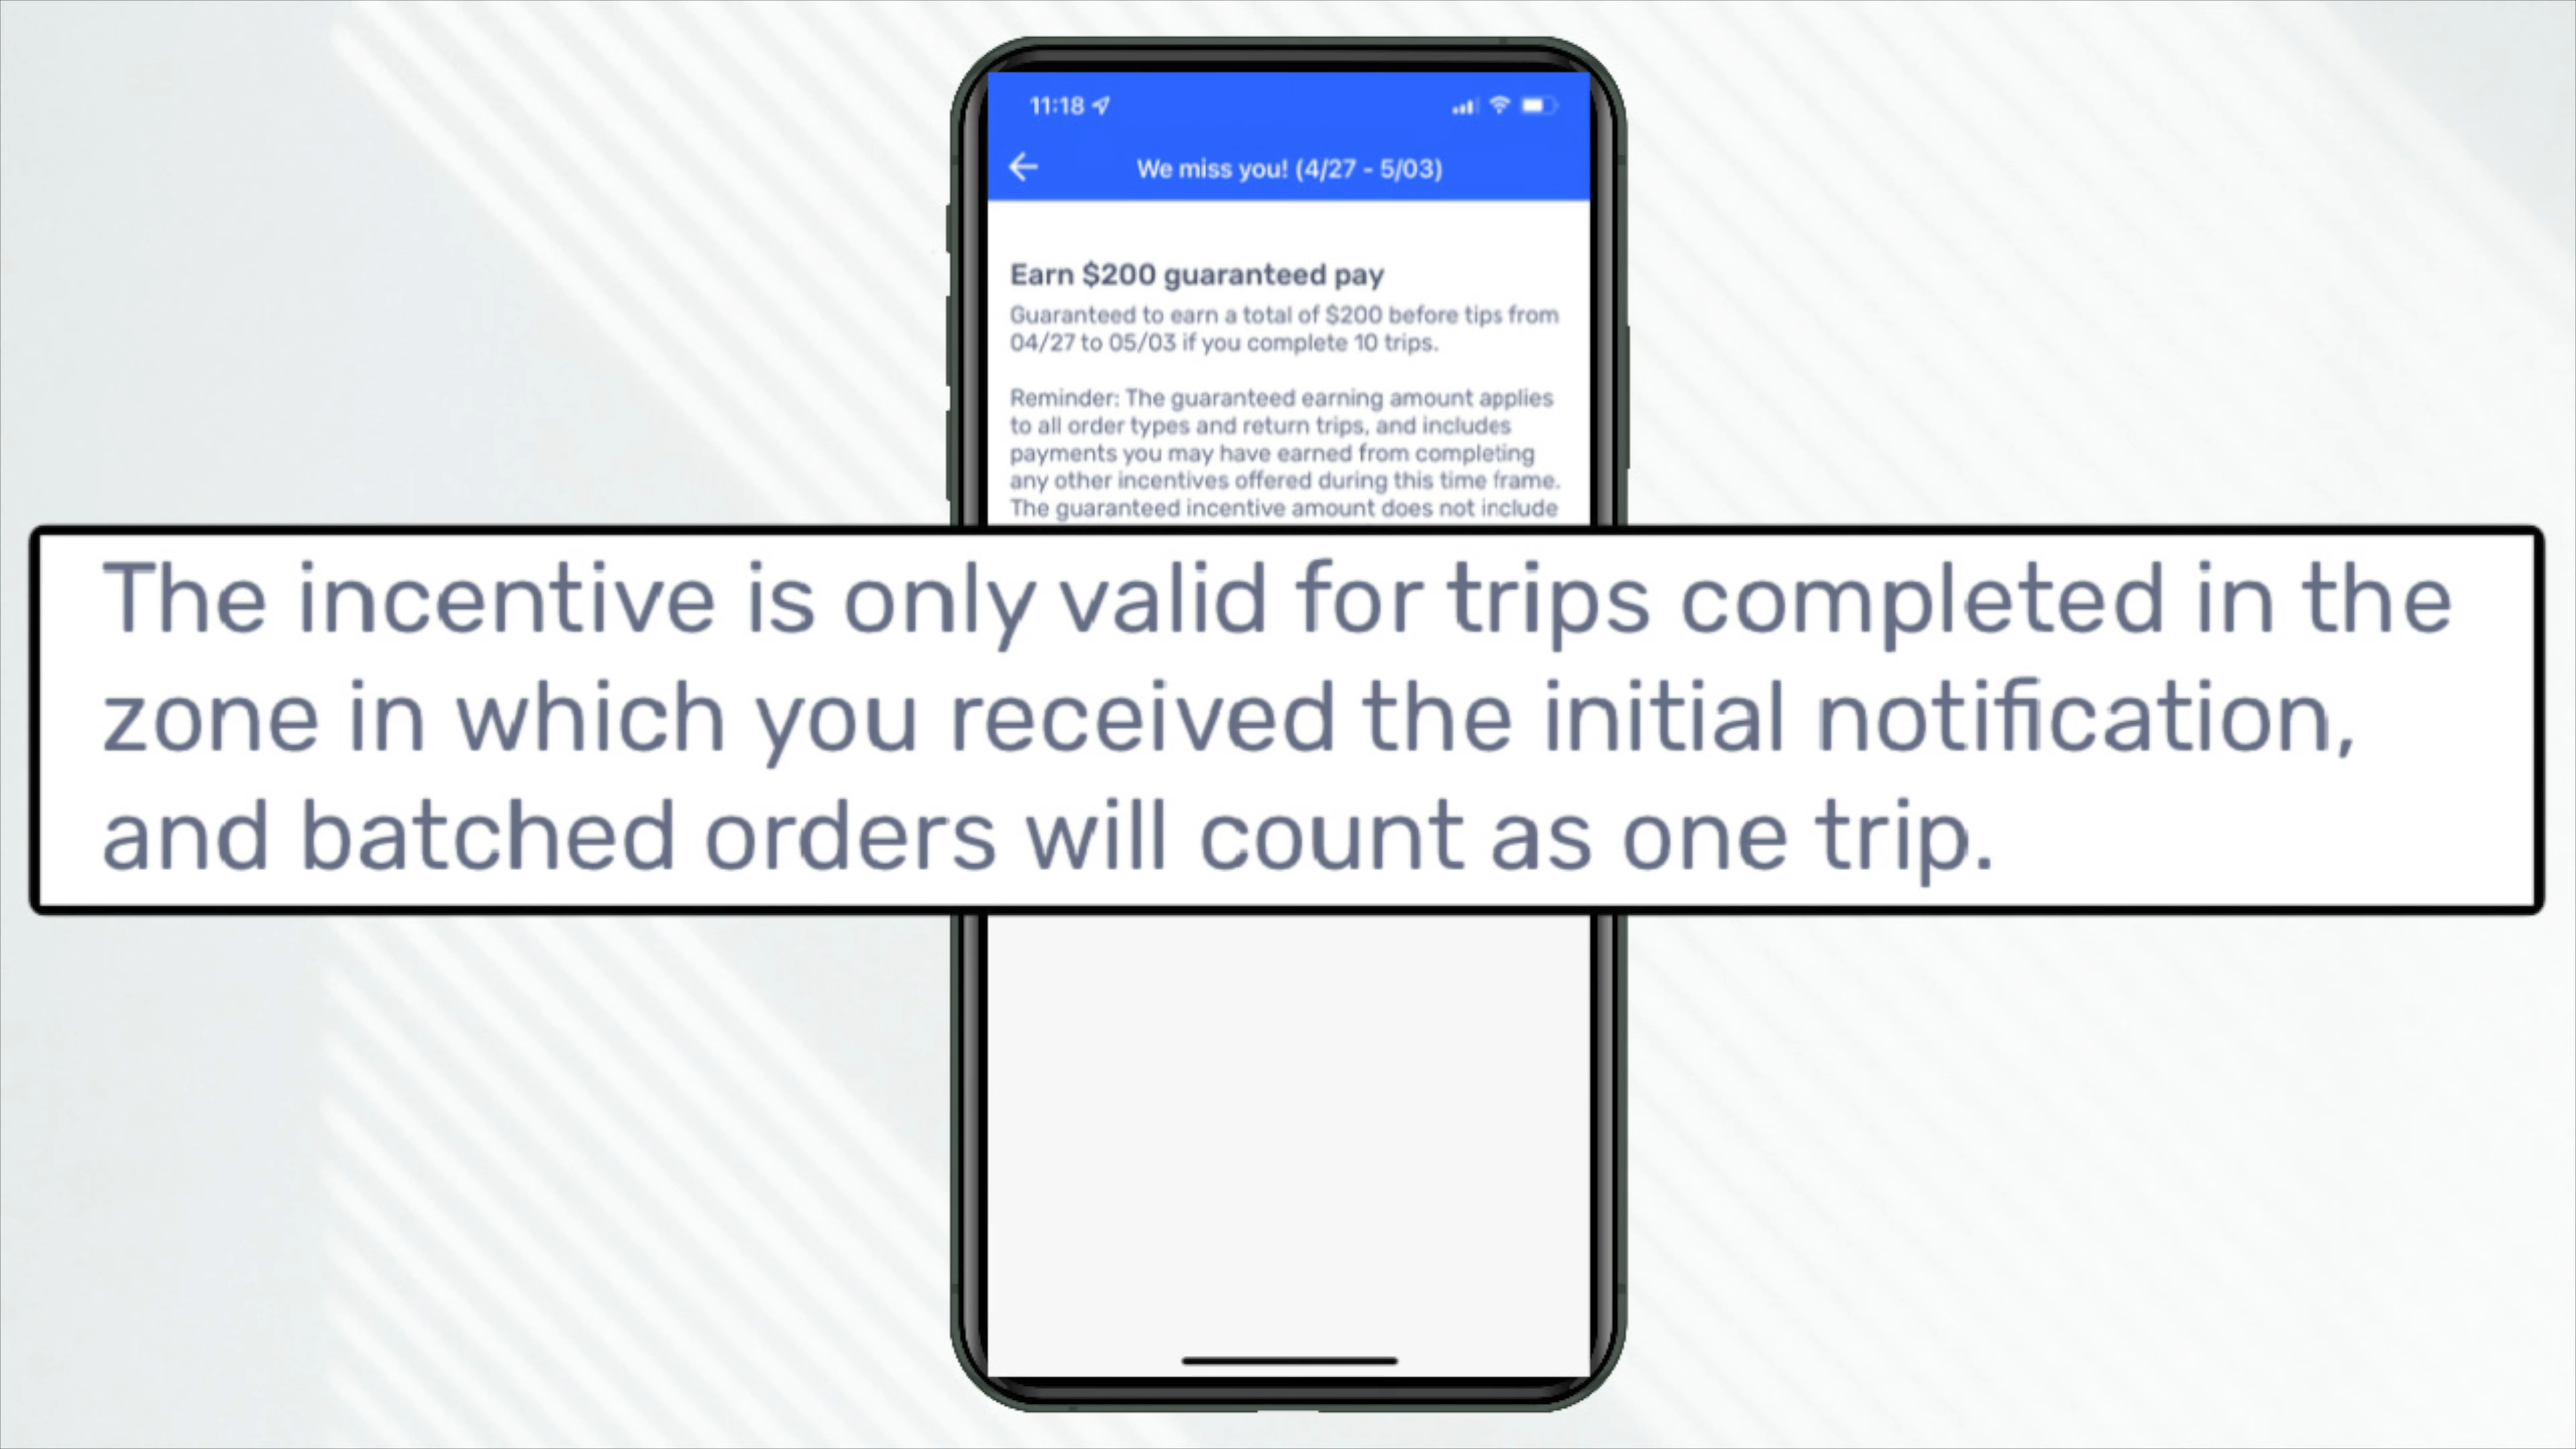 11:18
We miss you! (4/27 - 5/03)
Earn $200 guaranteed pay
Guaranteed to earn a total of $200 before tips from
04/27 to 05/03 if you complete 10 trips.
Reminder: The guaranteed earning amount applies
to all order types and return trips, and includes
payments you may have earned from completing
any other incentives offered during this time frame.
The guaranteed incentive amount does not include
The incentive is only valid for trips completed in the
zone in which you received the initial notification,
and batched orders will count as one trip.